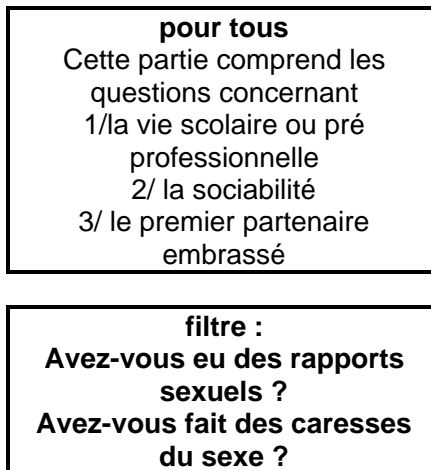 pour tous
Cette partie comprend les
questions concernant
1/la vie scolaire ou pré
professionnelle
2/ la sociabilité
3/ le premier partenaire
embrassé
filtre :
Avez-vous eu des rapports
sexuels ?
Avez-vous fait des caresses
du sexe ?